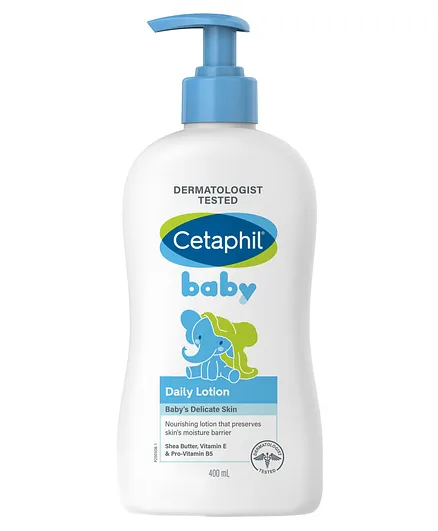 DERMATOLOGIST
TESTED
Cetaphil®
baby
Daily Lotion
Baby's Delicate Skin
Nourishing lotion that preserves
skin's moisture barrier
Shea Butter, Vitamin E
& Pro-Vitamin B5
DERMATOLOGIST
TESTED
400 mL